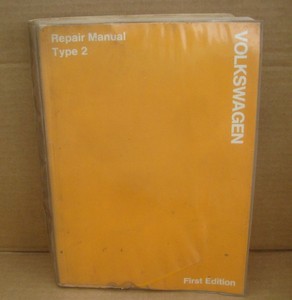 Repair Manual
Type 2
VOLKSWAGEN
First Edition